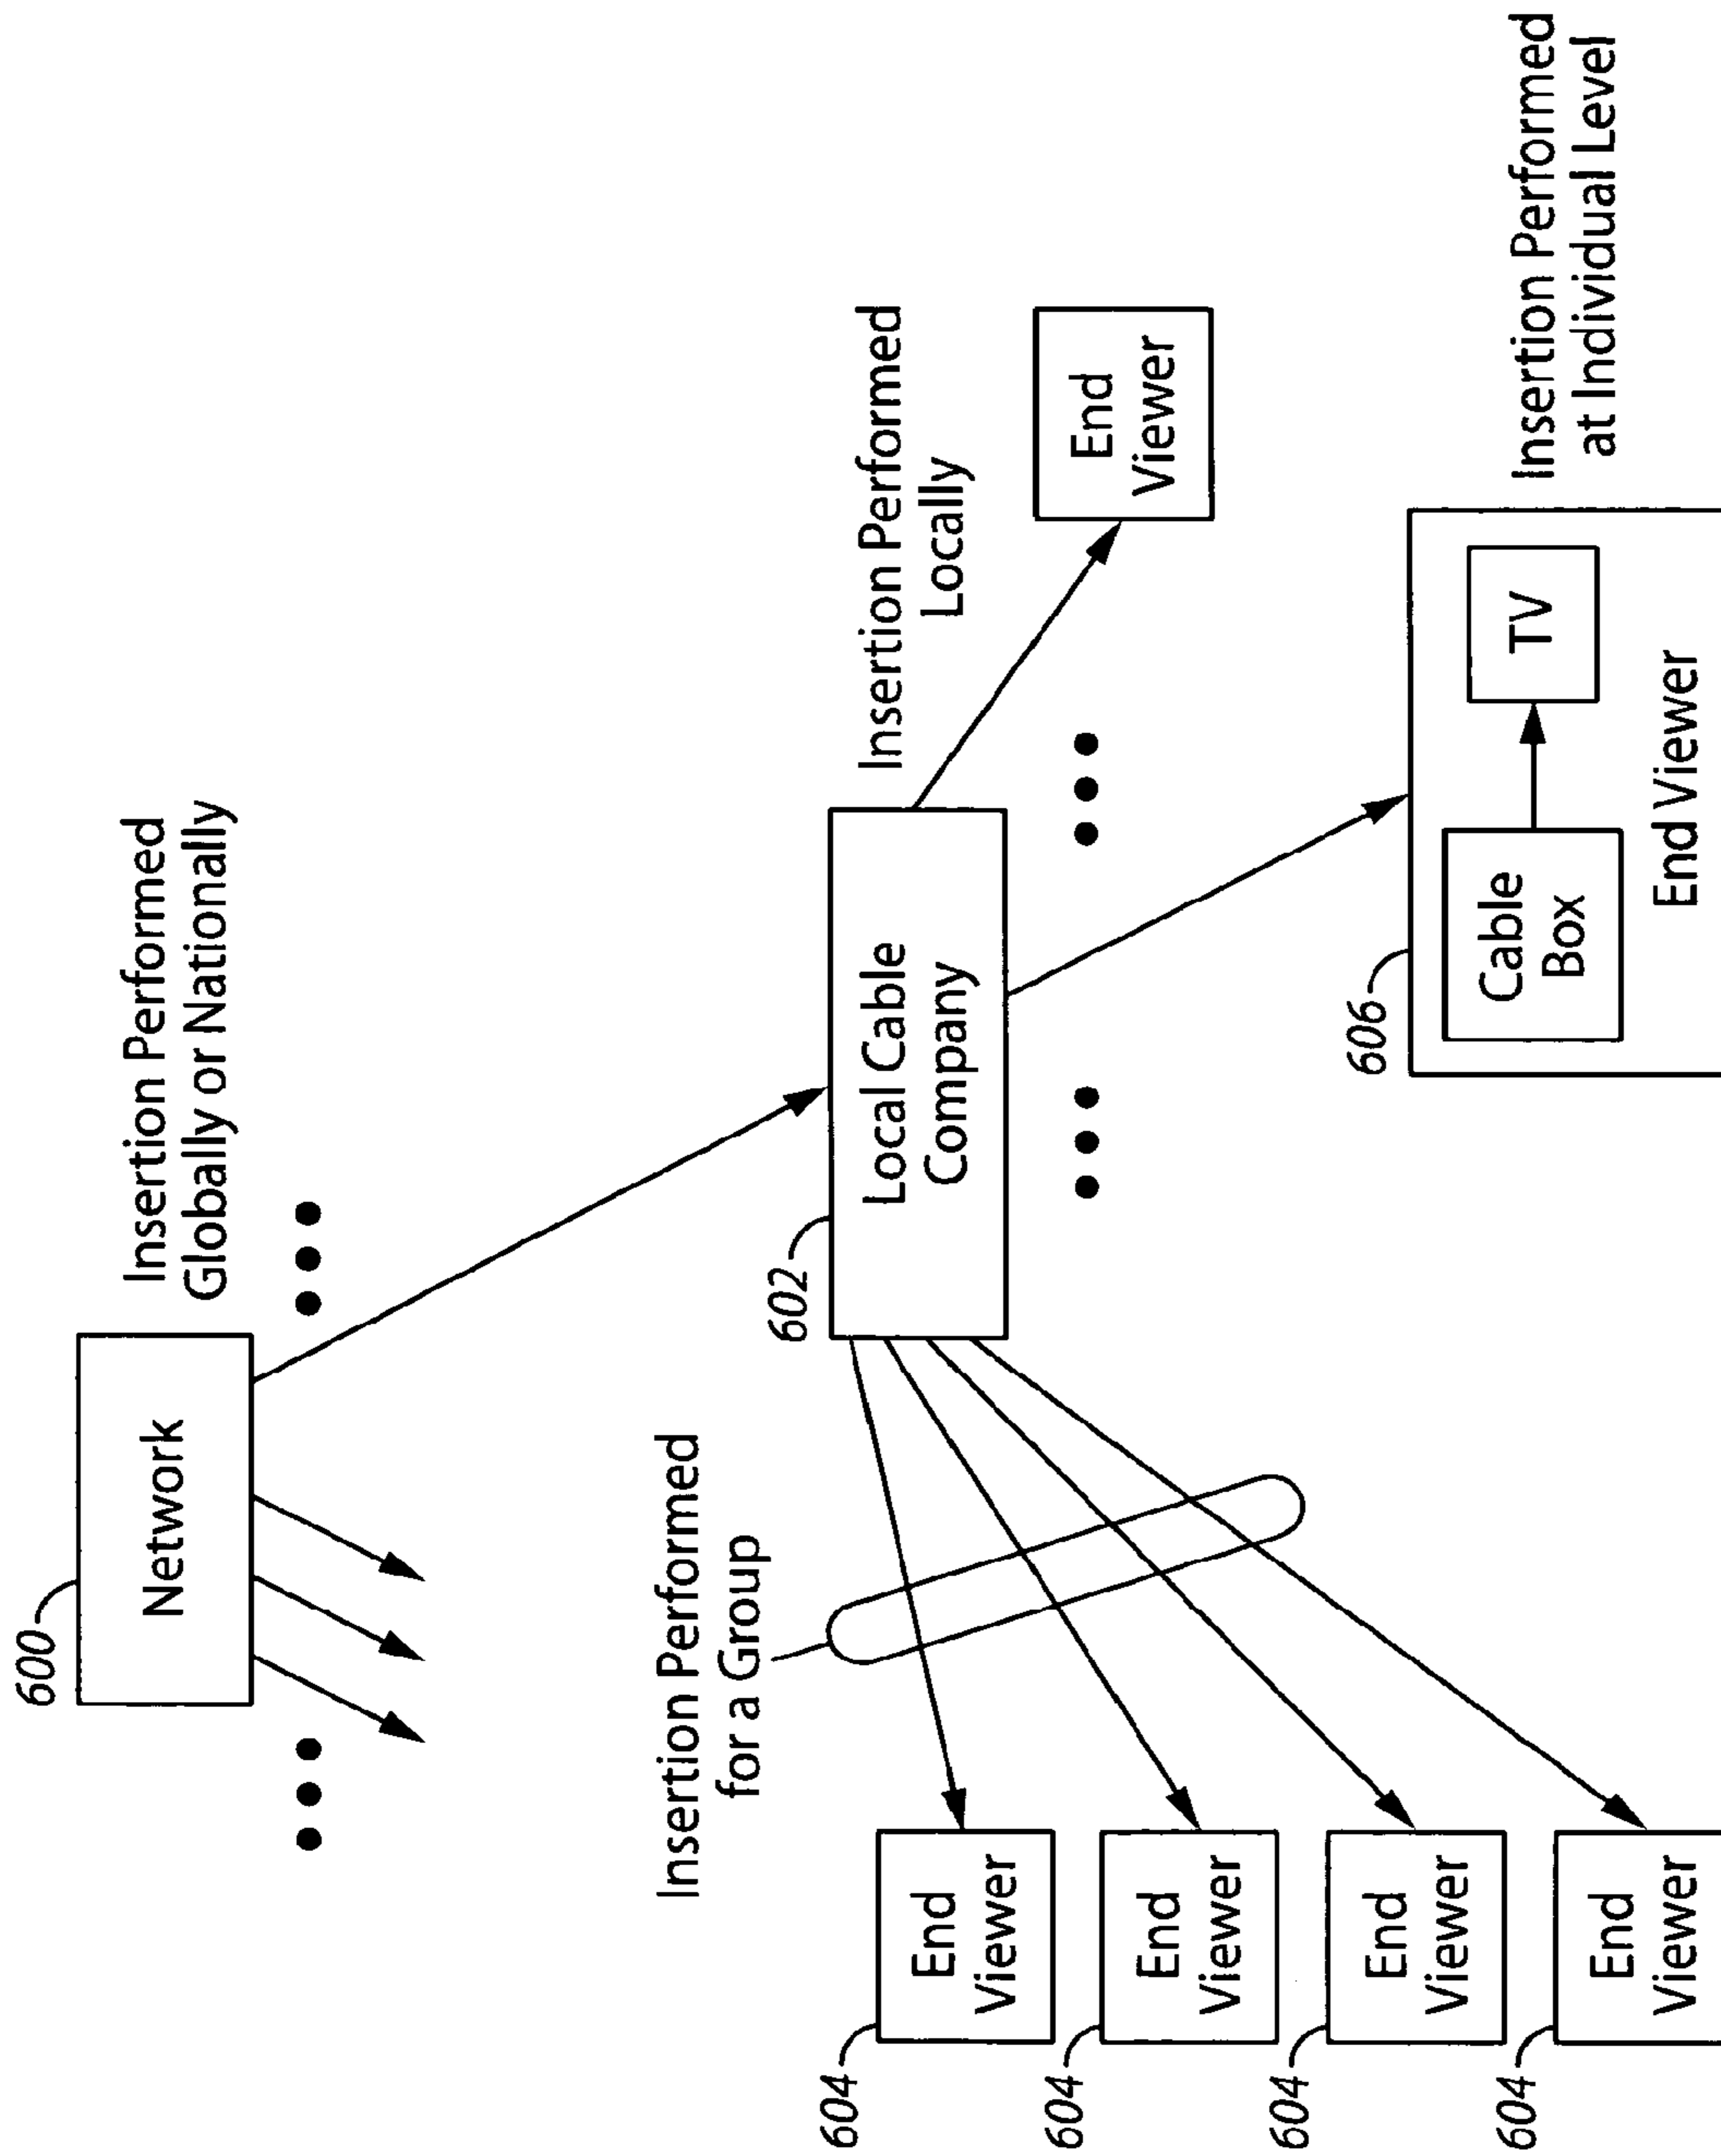 600
Network
Insertion Performed
Globally or Nationally
Insertion Performed
for a Group
602
Local Cable
Company
Insertion Performed
Locally
End
Viewer
604
End
Viewer
604
End
Viewer
604
End
Viewer
604
End
Viewer
606
Cable
Box
TV
End Viewer
Insertion Performed
at Individual Level